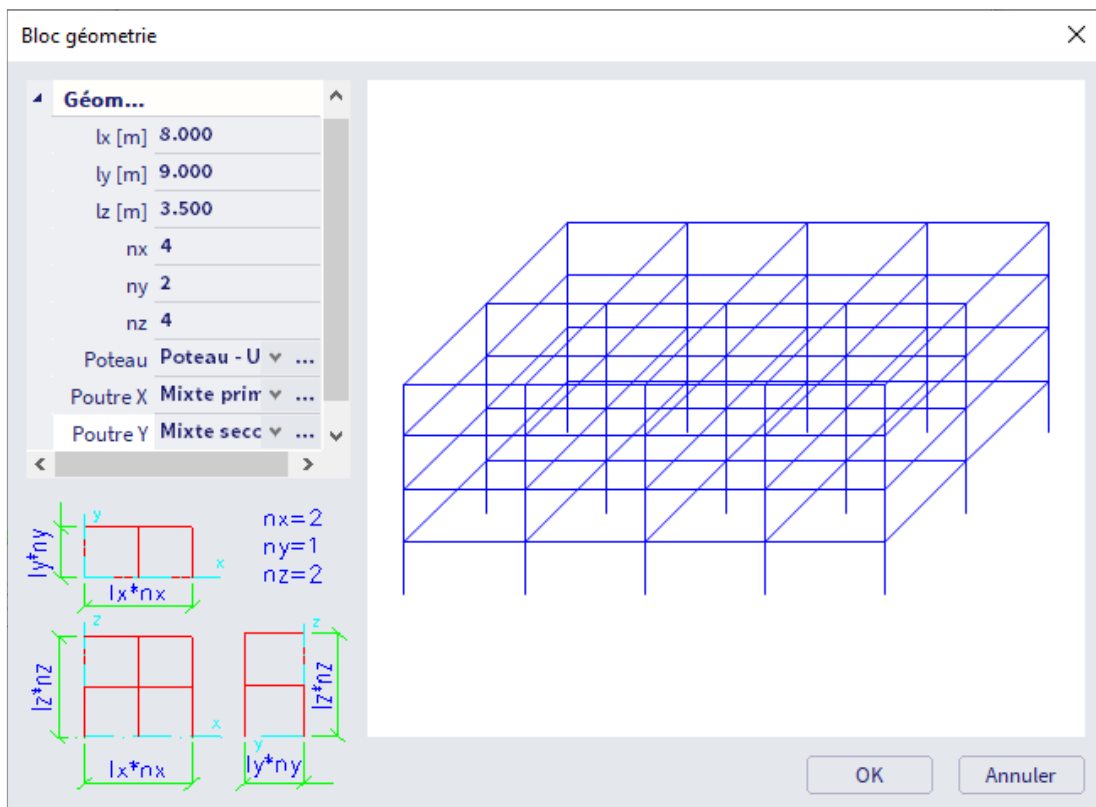 Bloc géometrie
Géom...
lx [m] 8.000
ly [m] 9.000
lz [m] 3.500
nx 4
ny 2
nz 4
Poteau Poteau - U ...
Poutre X Mixte prim ...
Poutre Y Mixte secc ...
y
x
ly*ny
lx*nx
nx=2
ny=1
nz=2
z
x
lz*nz
lx*nx
z
y
lz*nz
ly*ny
OK
Annuler